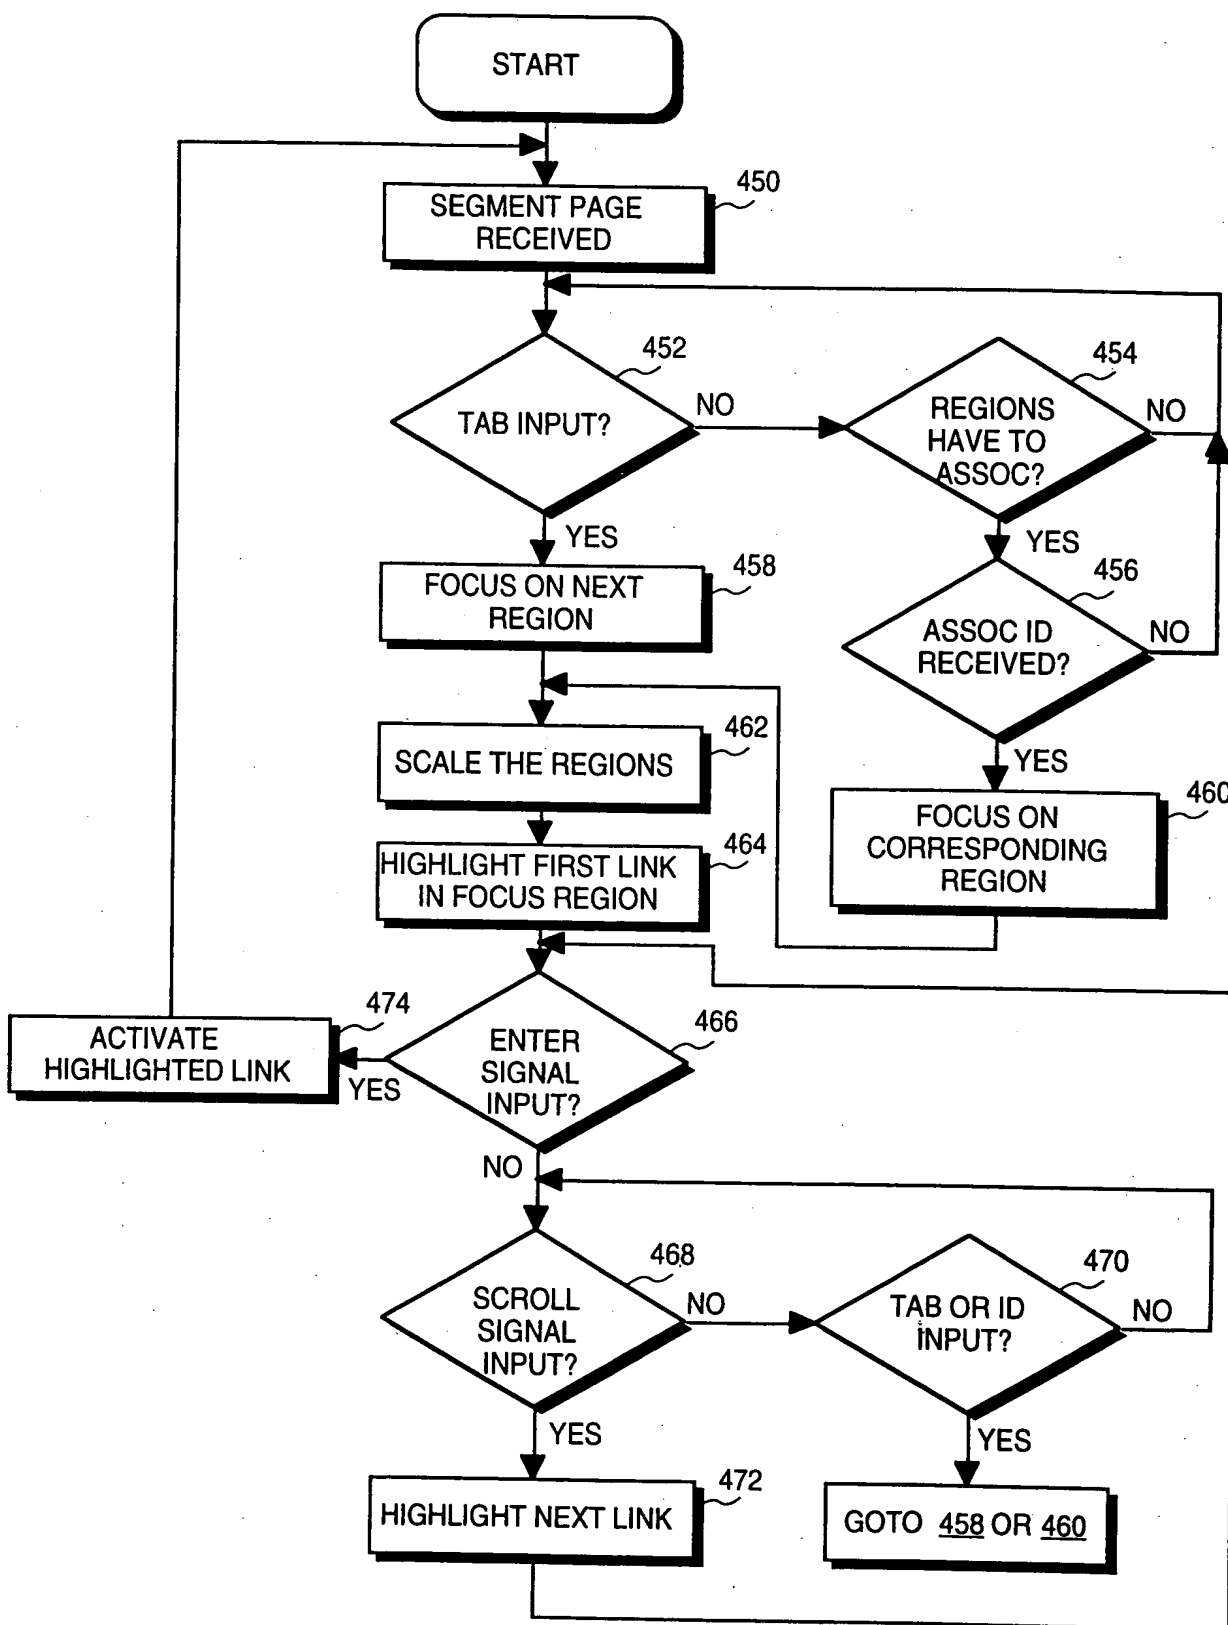 START
450
SEGMENT PAGE
RECEIVED
452
TAB INPUT?
NO
454
REGIONS
HAVE TO
ASSOC?
NO
YES
YES
458
FOCUS ON NEXT
REGION
456
ASSOC ID
RECEIVED?
NO
YES
462
SCALE THE REGIONS
460
FOCUS ON
CORRESPONDING
REGION
464
HIGHLIGHT FIRST LINK
IN FOCUS REGION
474
ACTIVATE
HIGHLIGHTED LINK
YES
466
ENTER
SIGNAL
INPUT?
NO
468
SCROLL
SIGNAL
INPUT?
NO
470
TAB OR ID
INPUT?
NO
YES
YES
472
HIGHLIGHT NEXT LINK
GOTO 458 OR 460